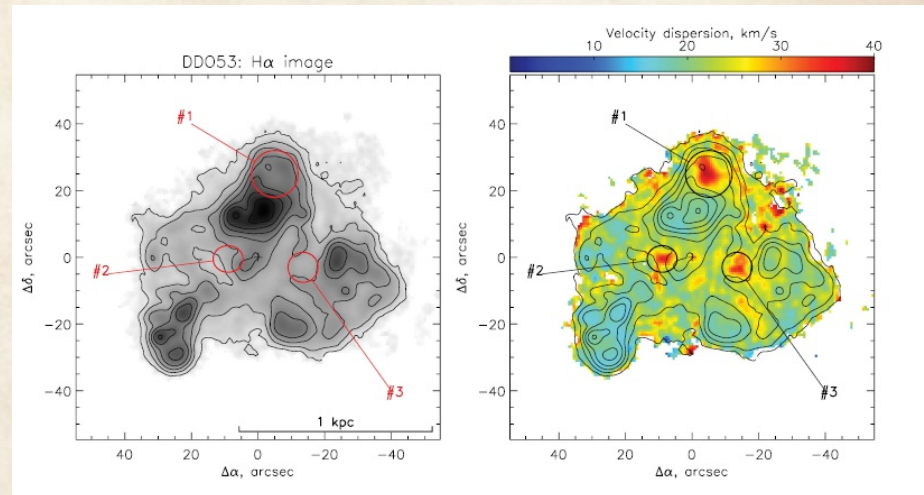 DDO53: Hα image
#1
#2
#3
1 kpc
40
20
0
−20
−40
40 20 0 −20 −40
Δδ, arcsec
Δα, arcsec
Velocity dispersion, km/s
10 20 30 40
#1
#2
#3
40
20
0
−20
−40
40 20 0 −20 −40
Δδ, arcsec
Δα, arcsec